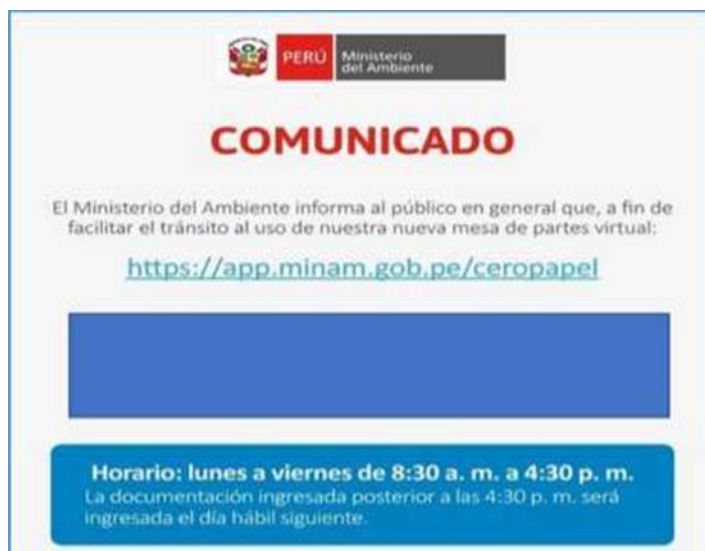 PERÚ
Ministerio
del Ambiente
COMUNICADO
El Ministerio del Ambiente informa al público en general que, a fin de
facilitar el tránsito al uso de nuestra nueva mesa de partes virtual:
https://app.minam.gob.pe/ceropapel
Horario: lunes a viernes de 8:30 a. m. a 4:30 p. m.
La documentación ingresada posterior a las 4:30 p. m. será
ingresada el día hábil siguiente.